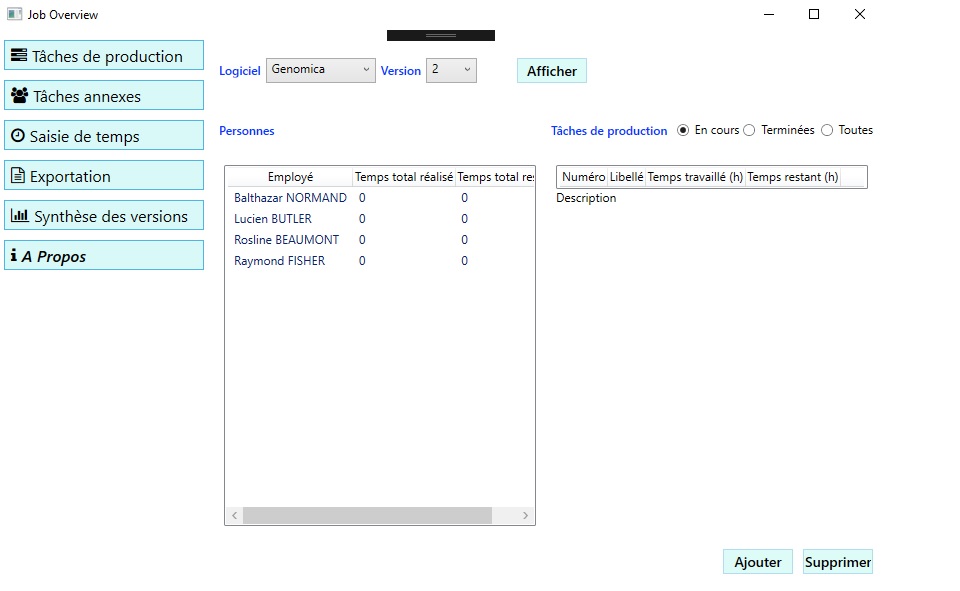 Job Overview
Tâches de production
Tâches annexes
Saisie de temps
Exportation
Synthèse des versions
A Propos
Logiciel Genomica Version 2 Afficher
Personnes
Tâches de production En cours Terminées Toutes
Employé Temps total réalisé Temps total res
Balthazar NORMAND 0 0
Lucien BUTLER 0 0
Rosline BEAUMONT 0 0
Raymond FISHER 0 0
Numéro Libellé Temps travaillé (h) Temps restant (h)
Description
Ajouter Supprimer